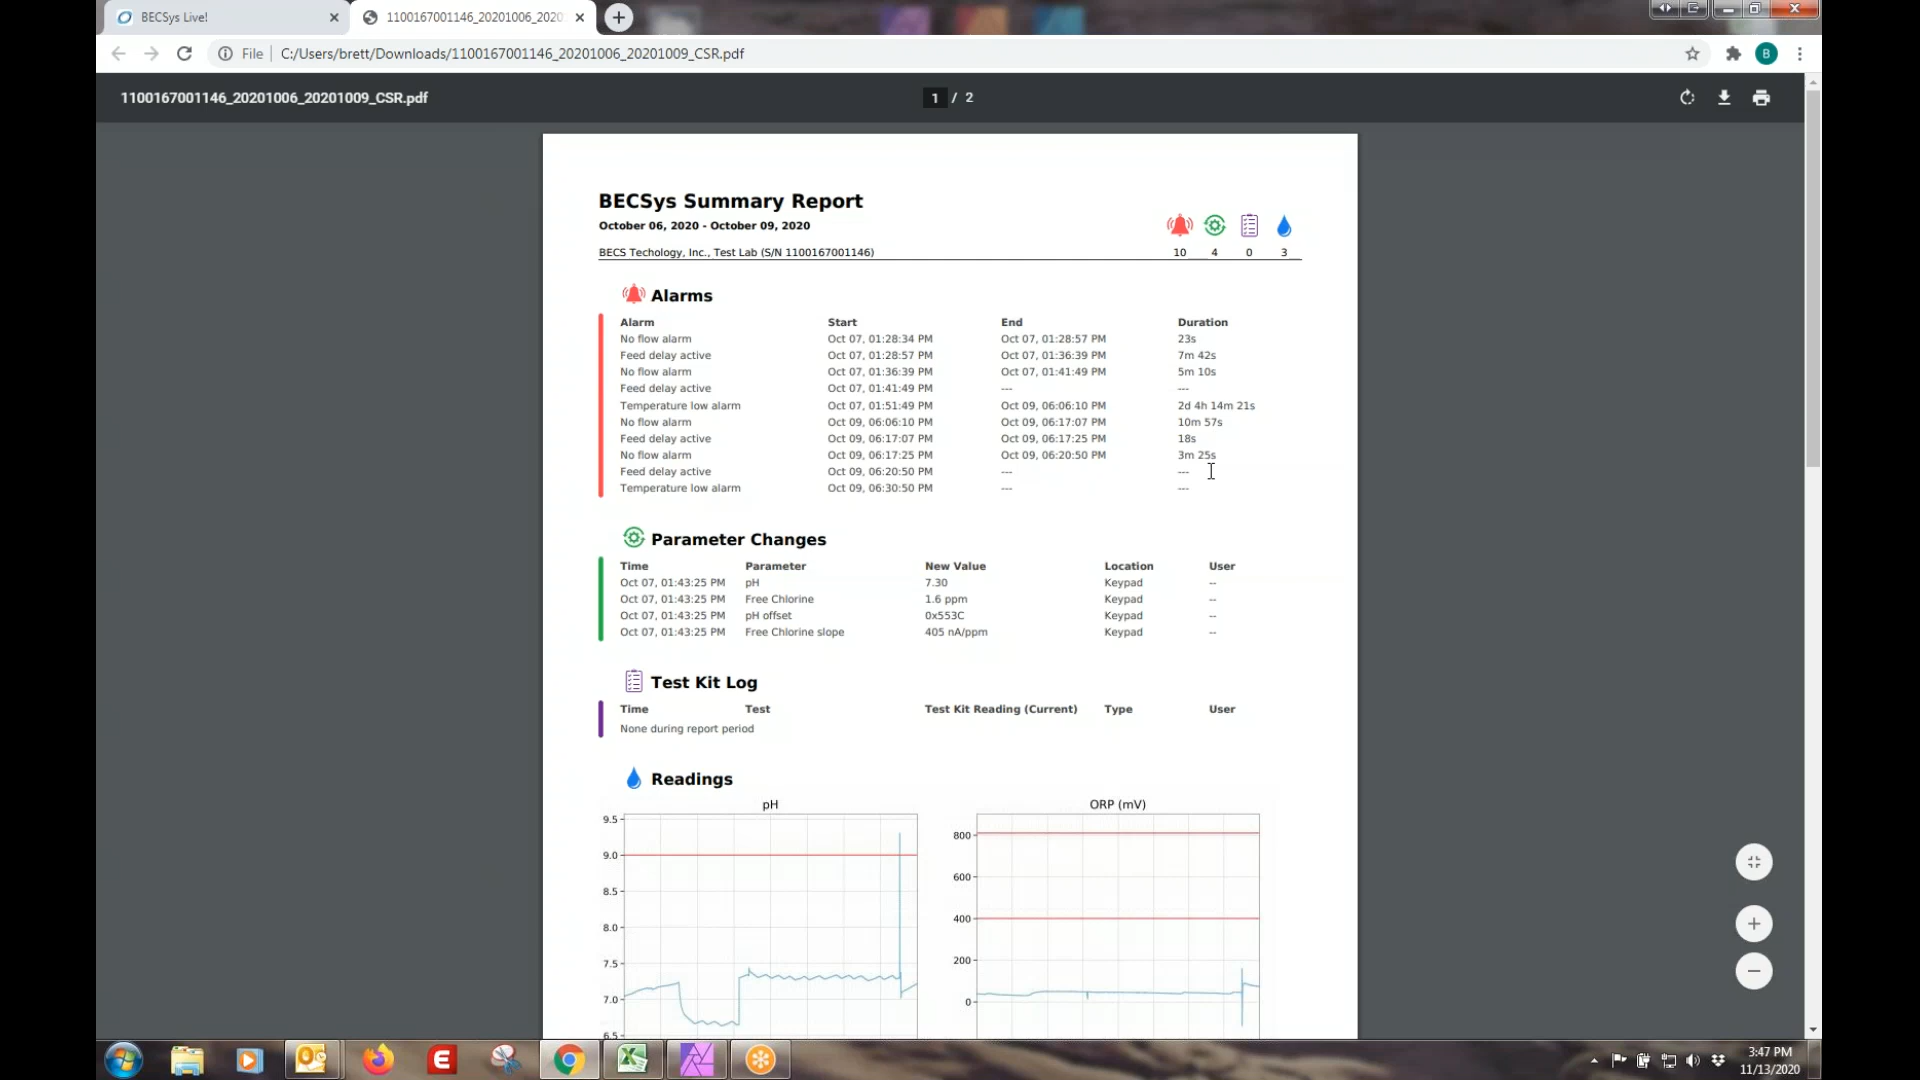 BECSys Live!
1100167001146_20201006_2020
File
C:/Users/brett/Downloads/1100167001146_20201006_20201009_CSR.pdf
B
1100167001146_20201006_20201009_CSR.pdf
1 / 2
BECSys Summary Report
October 06, 2020 - October 09, 2020
BECS Techology, Inc., Test Lab (S/N 1100167001146)
10 4 0 3
Alarms
Alarm Start End Duration
No flow alarm Oct 07, 01:28:34 PM Oct 07, 01:28:57 PM 23s
Feed delay active Oct 07, 01:28:57 PM Oct 07, 01:36:39 PM 7m 42s
No flow alarm Oct 07, 01:36:39 PM Oct 07, 01:41:49 PM 5m 10s
Feed delay active Oct 07, 01:41:49 PM --- ---
Temperature low alarm Oct 07, 01:51:49 PM Oct 09, 06:06:10 PM 2d 4h 14m 21s
No flow alarm Oct 09, 06:06:10 PM Oct 09, 06:17:07 PM 10m 57s
Feed delay active Oct 09, 06:17:07 PM Oct 09, 06:17:25 PM 18s
No flow alarm Oct 09, 06:17:25 PM Oct 09, 06:20:50 PM 3m 25s
Feed delay active Oct 09, 06:20:50 PM --- ---
Temperature low alarm Oct 09, 06:30:50 PM --- ---
Parameter Changes
Time Parameter New Value Location User
Oct 07, 01:43:25 PM pH 7.30 Keypad --
Oct 07, 01:43:25 PM Free Chlorine 1.6 ppm Keypad --
Oct 07, 01:43:25 PM pH offset 0x553C Keypad --
Oct 07, 01:43:25 PM Free Chlorine slope 405 nA/ppm Keypad --
Test Kit Log
Time Test Test Kit Reading (Current) Type User
None during report period
Readings
pH
9.5
9.0
8.5
8.0
7.5
7.0
6.5
ORP (mV)
800
600
400
200
0
3:47 PM
11/13/2020